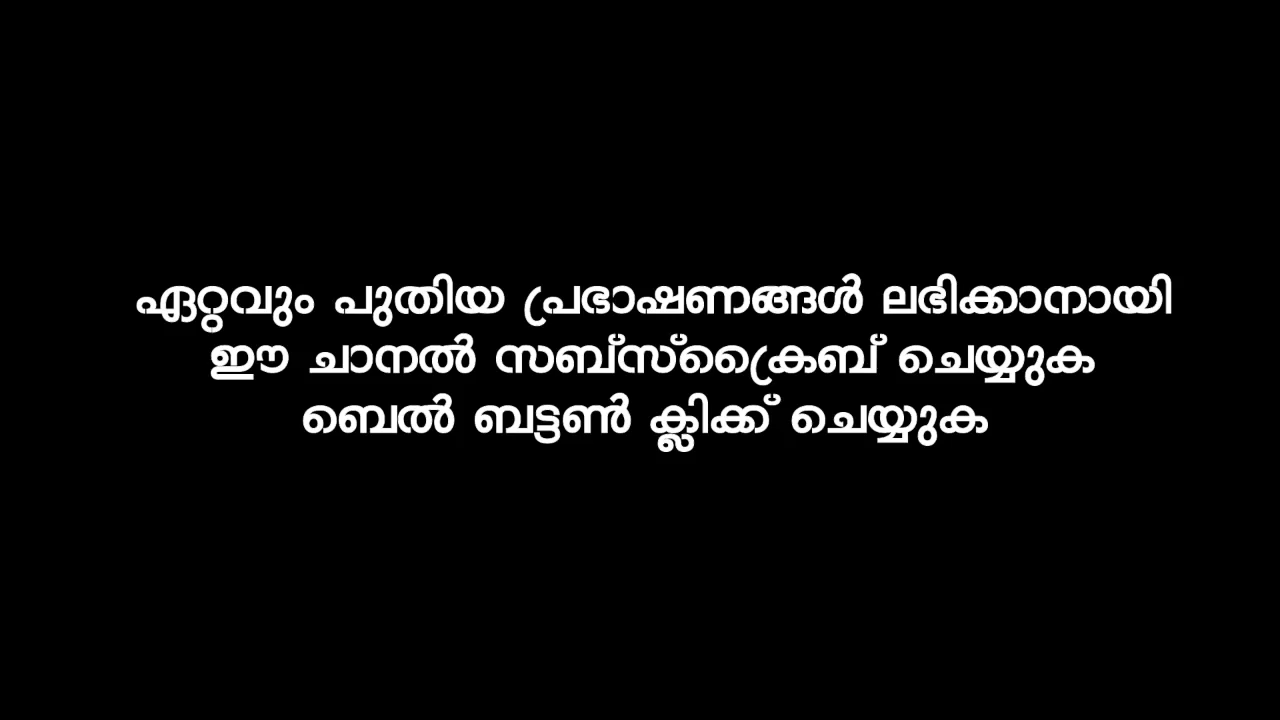 ഏറ്റവും പുതിയ പ്രഭാഷണങ്ങൾ ലഭിക്കാനായി
ഈ ചാനൽ സബ്സ്ക്രൈബ് ചെയ്യുക
ബെൽ ബട്ടൺ ക്ലിക്ക് ചെയ്യുക